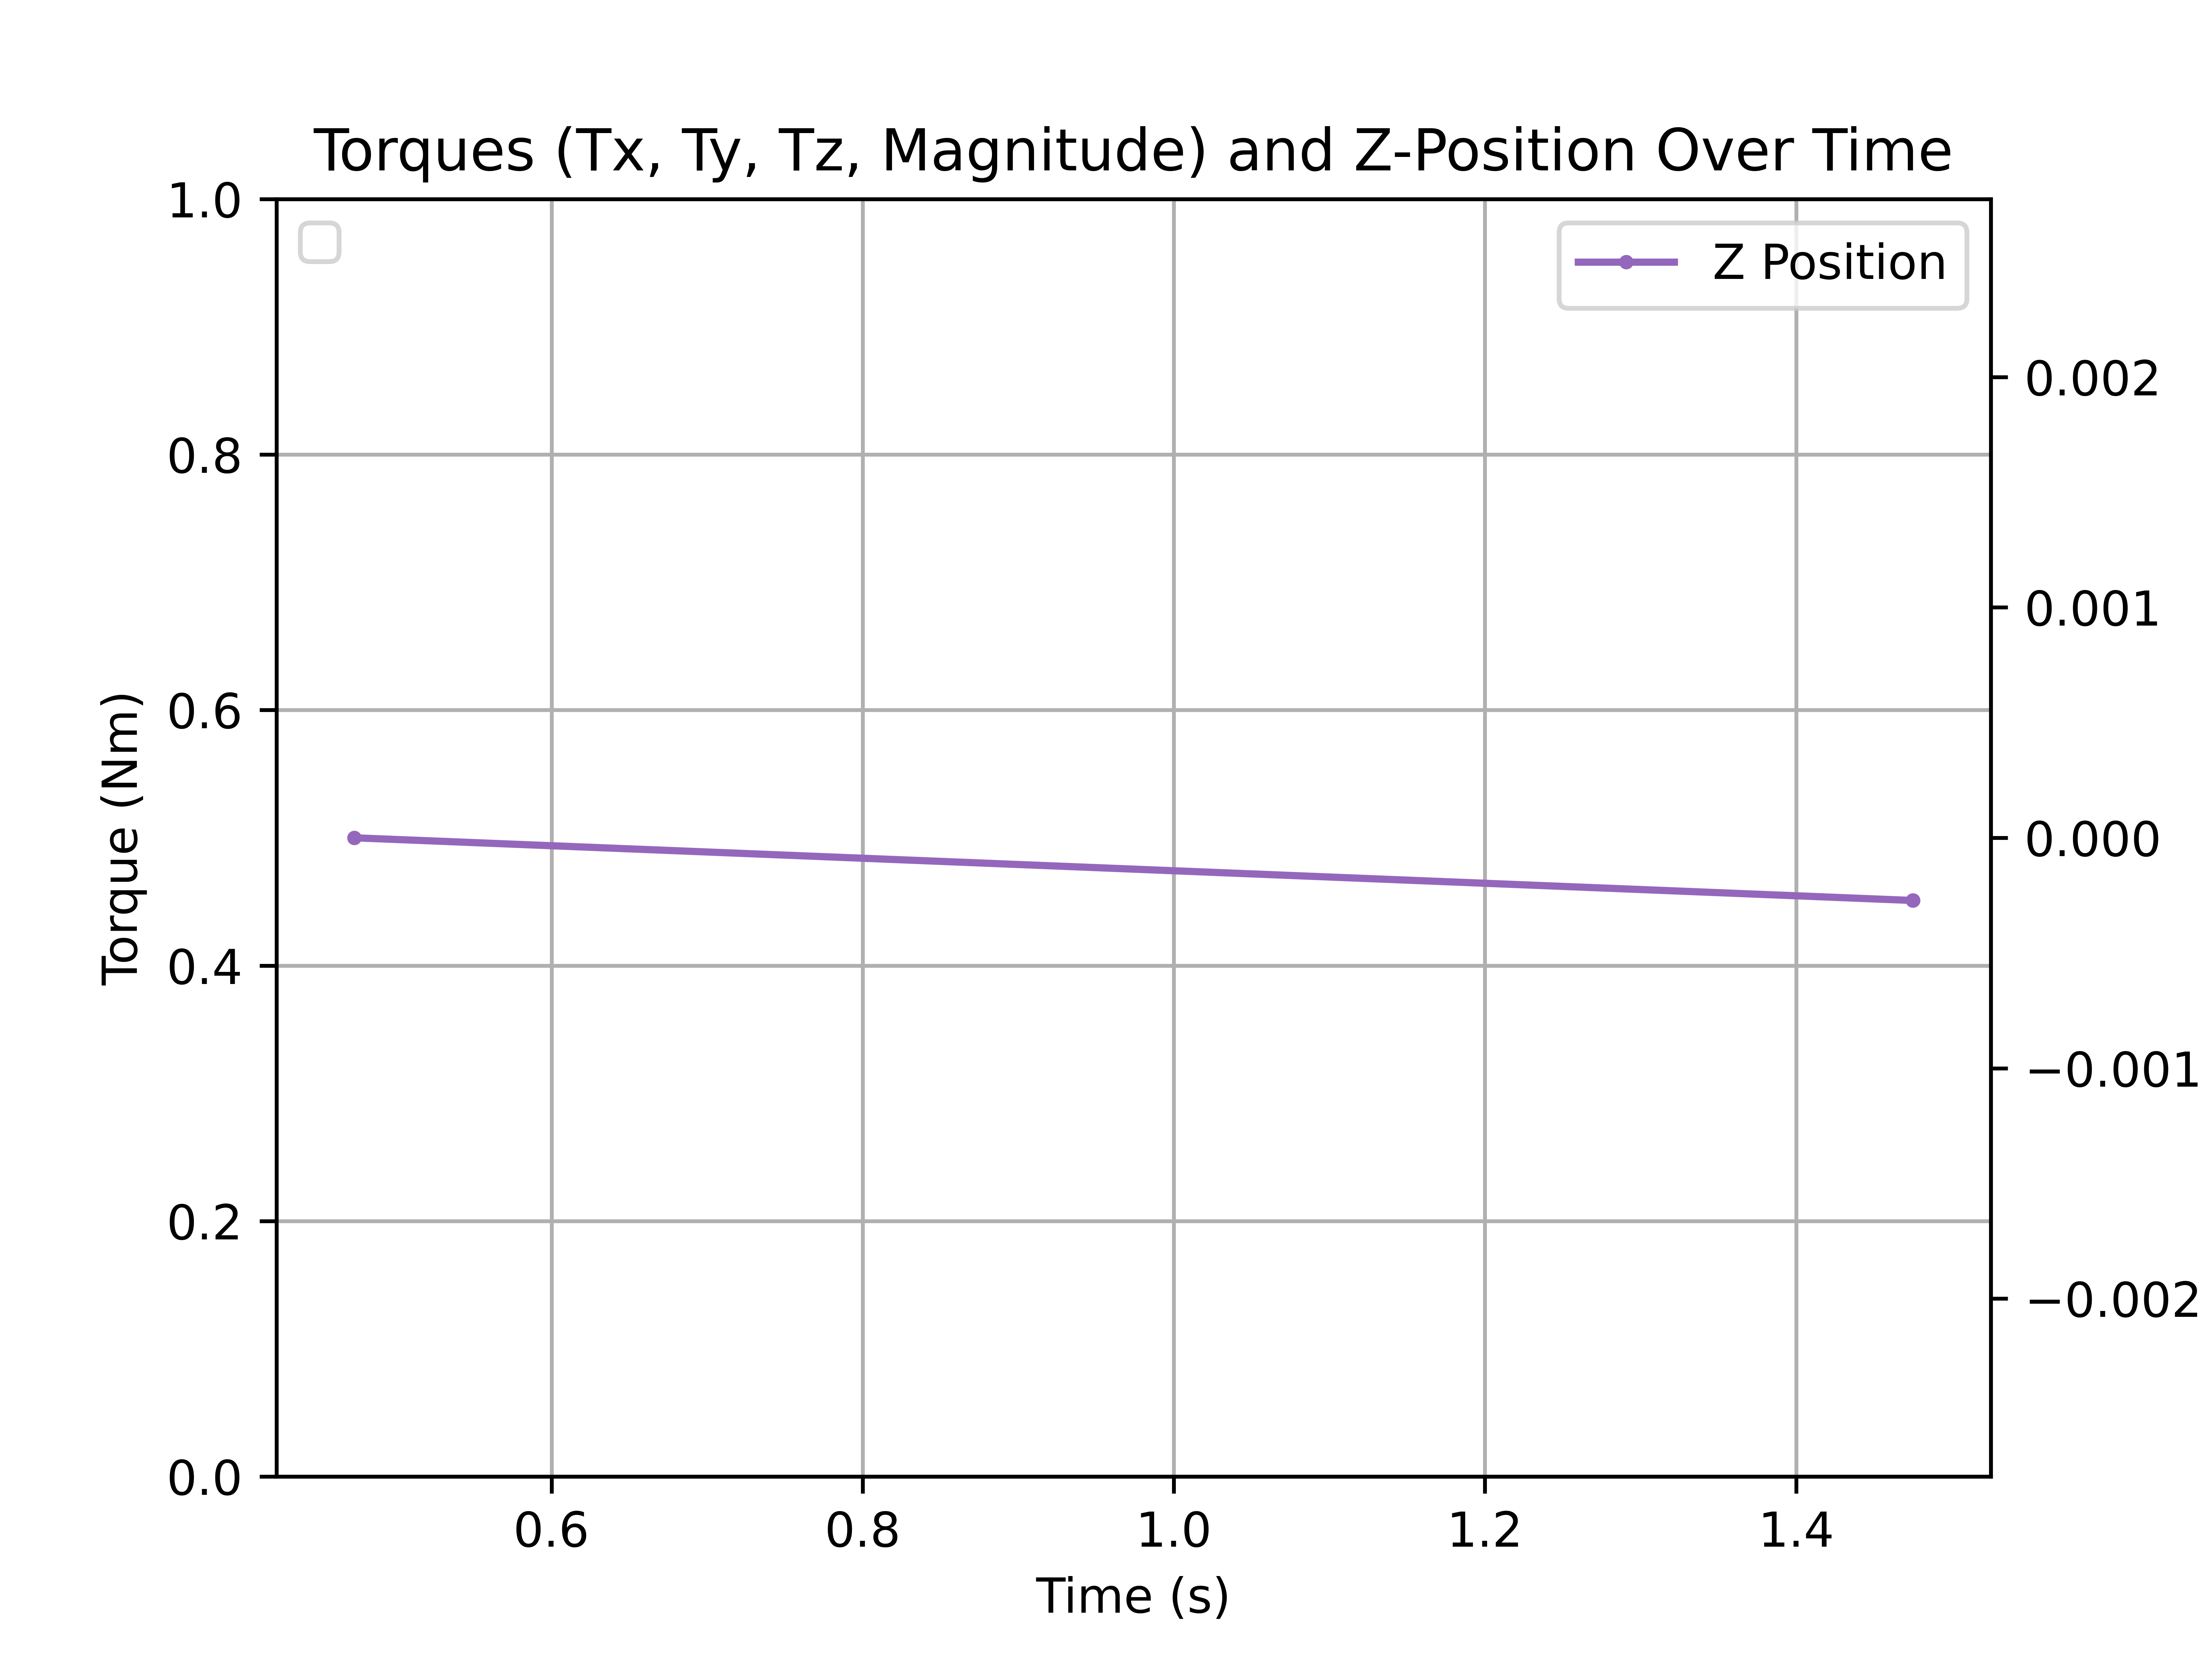 Torques (Tx, Ty, Tz, Magnitude) and Z-Position Over Time
Z Position
Torque (Nm)
1.0
0.8
0.6
0.4
0.2
0.0
0.002
0.001
0.000
−0.001
−0.002
0.6 0.8 1.0 1.2 1.4
Time (s)